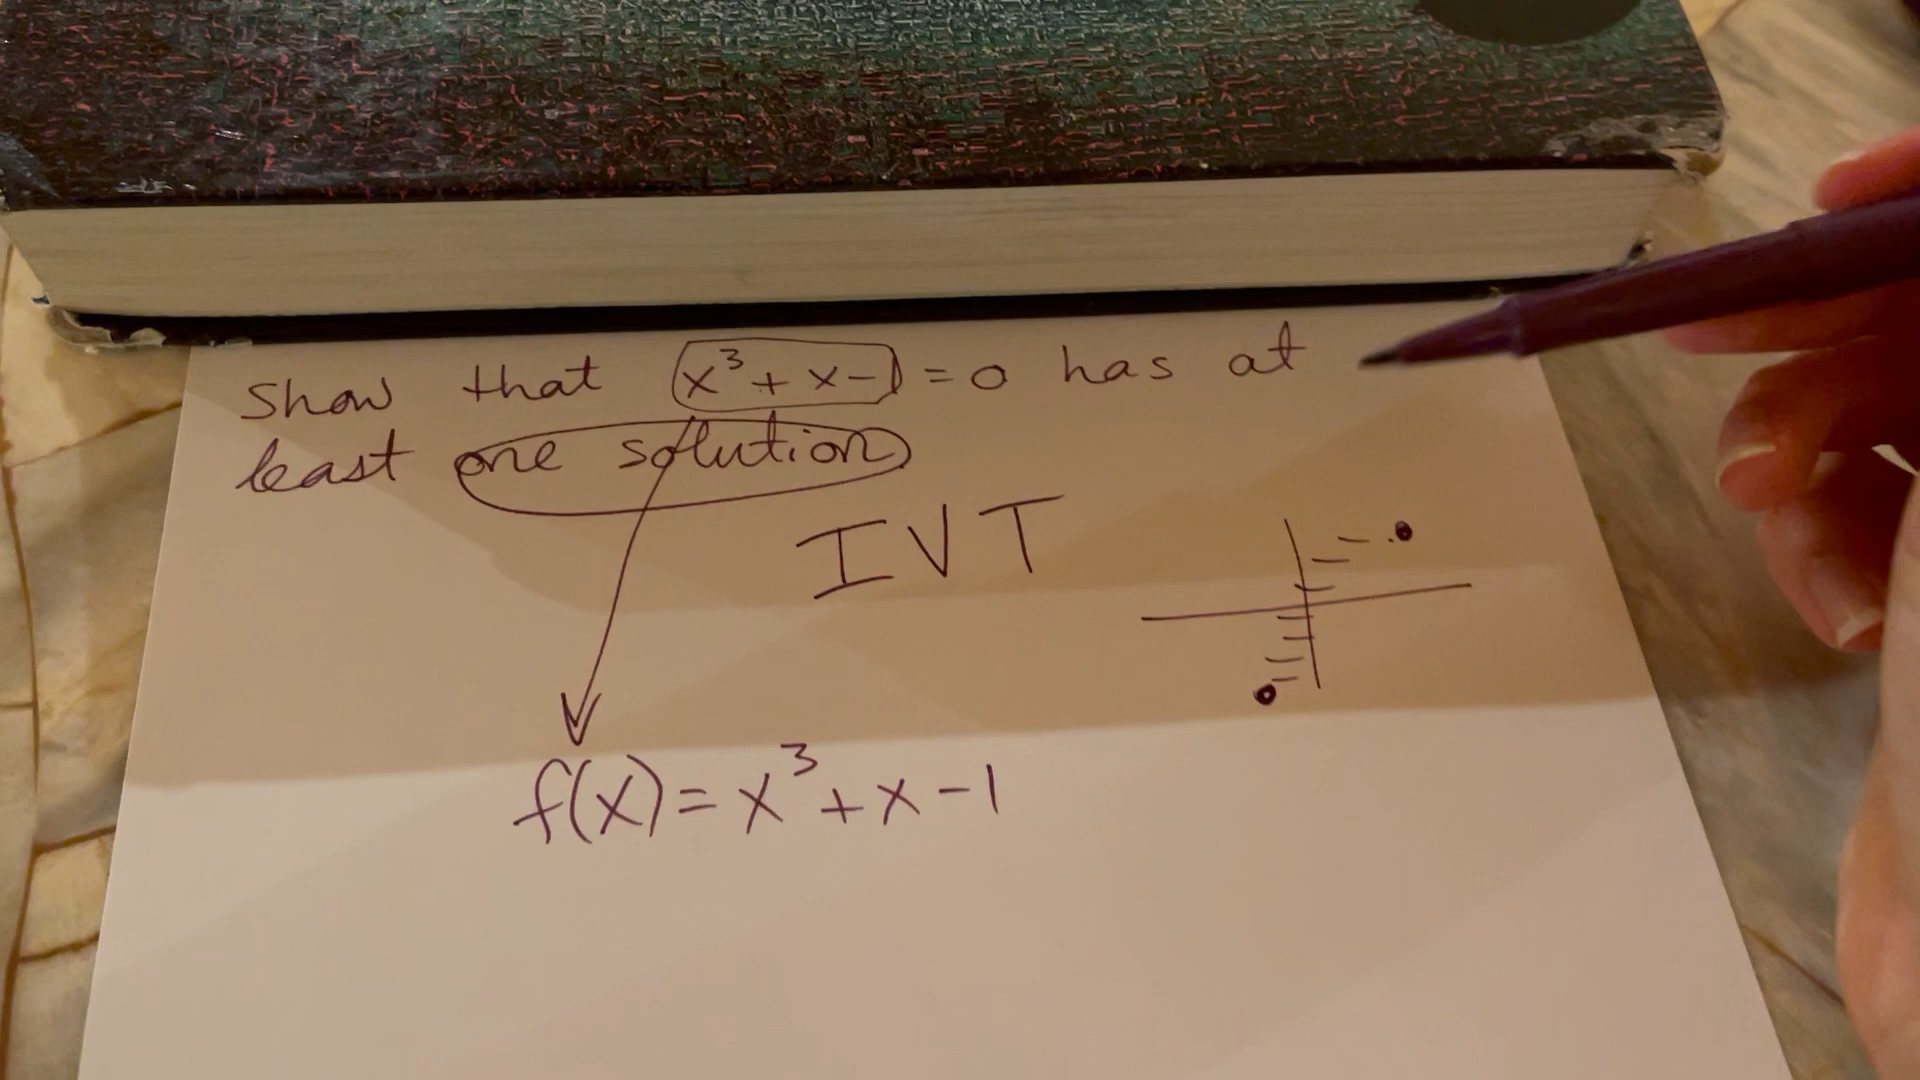 Show that x³ + x - 1 = 0 has at
least one solution
IVT
f(x) = x³ + x - 1